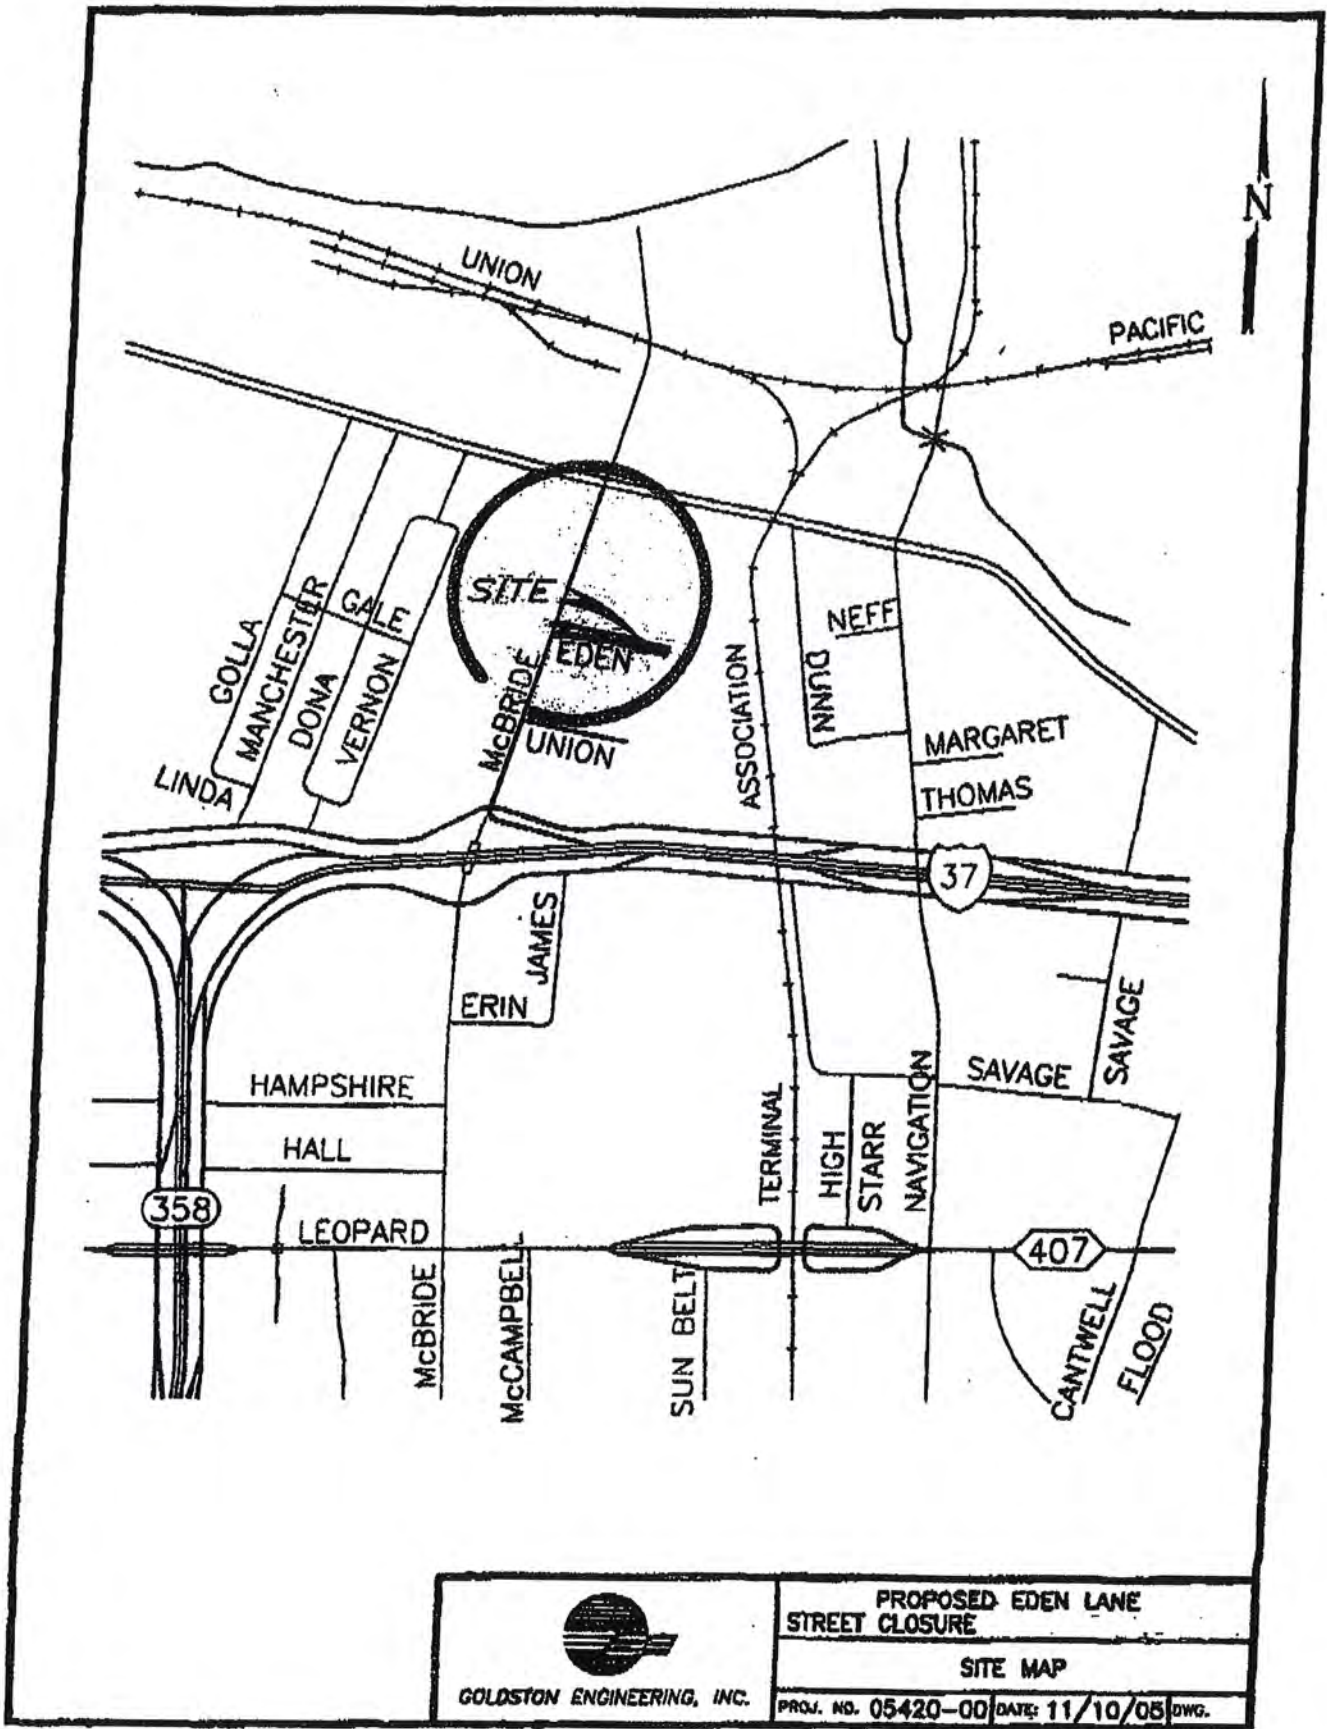 N
UNION
PACIFIC
SITE
EDEN
McBRIDE
UNION
GOLLA
MANCHESTER
GALE
DONA
VERNON
LINDA
ASSOCIATION
NEFF
DUNN
MARGARET
THOMAS
37
JAMES
ERIN
HAMPSHIRE
HALL
358
LEOPARD
McBRIDE
McCAMPBELL
SUN BELT
TERMINAL
HIGH
STARR
NAVIGATION
SAVAGE
SAVAGE
407
CANTWELL
FLOOD
GOLDSTON ENGINEERING, INC.
PROPOSED EDEN LANE
STREET CLOSURE
SITE MAP
PROJ. NO. 05420-00 DATE: 11/10/05 DWG.